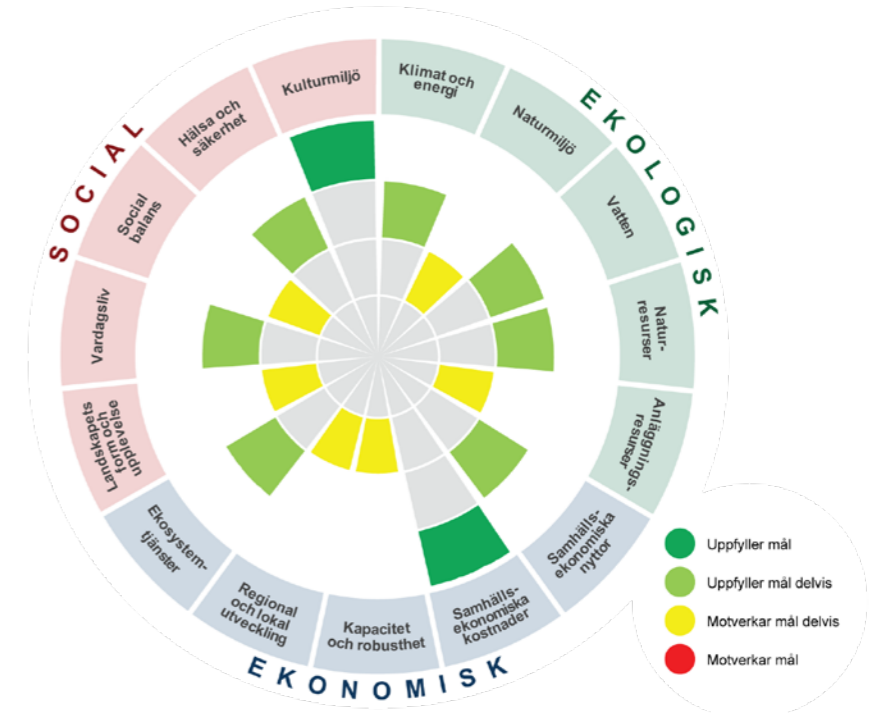 SOCIAL
EKOLOGISK
EKONOMISK
Klimat och
energi
Naturmiljö
Vatten
Natur-
resurser
Anläggnings-
resurser
Samhälls-
ekonomiska
nyttor
Samhälls-
ekonomiska
kostnader
Kapacitet
och robusthet
Regional
och lokal
utveckling
Ekosystem-
tjänster
Landskapets
form och
upplevelse
Vardagsliv
Social
balans
Hälsa och
säkerhet
Kulturmiljö
Uppfyller mål
Uppfyller mål delvis
Motverkar mål delvis
Motverkar mål